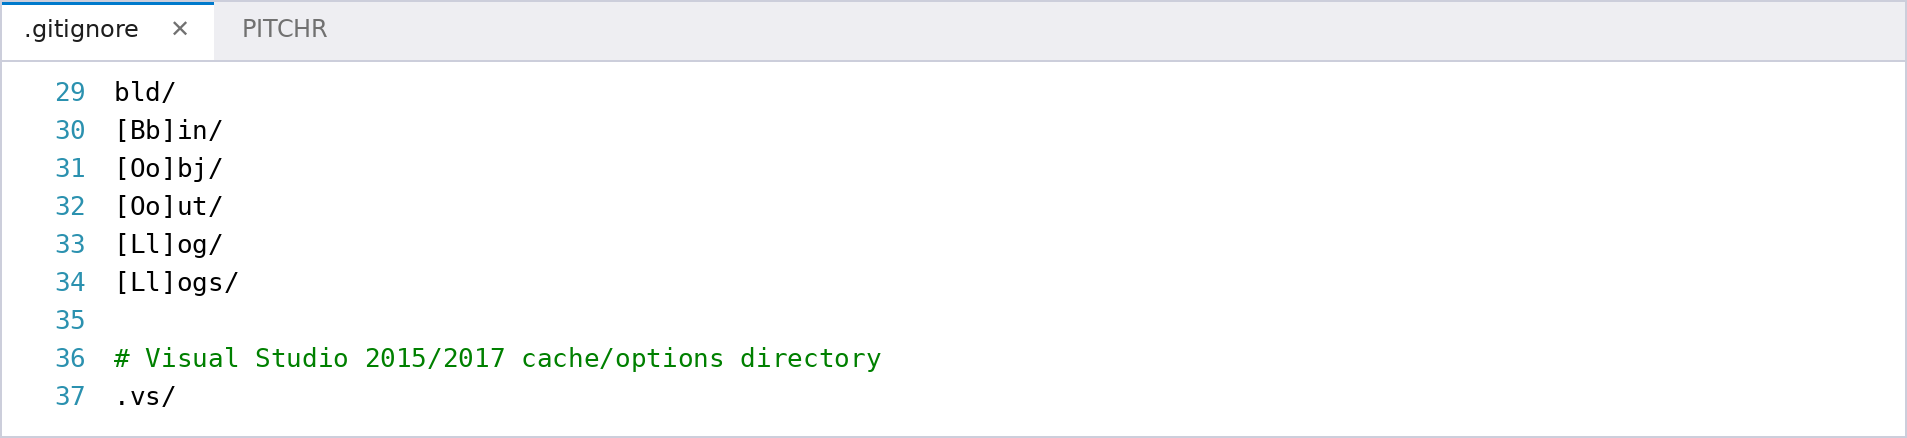 .gitignore ✕ PITCHR
29 bld/
30 [Bb]in/
31 [Oo]bj/
32 [Oo]ut/
33 [Ll]og/
34 [Ll]ogs/
35
36 # Visual Studio 2015/2017 cache/options directory
37 .vs/